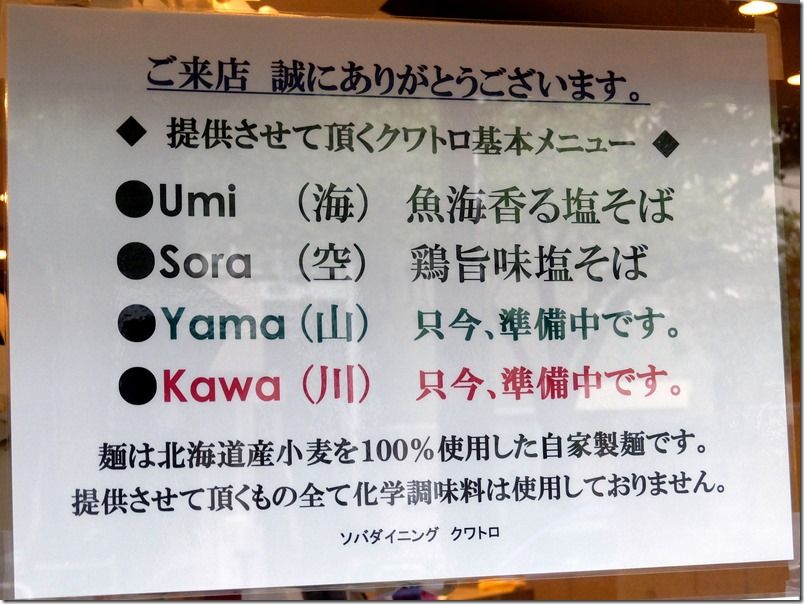 ご来店 誠にありがとうございます。
◆ 提供させて頂くクワトロ基本メニュー ◆
●Umi （海） 魚海香る塩そば
●Sora （空） 鶏旨味塩そば
●Yama（山） 只今、準備中です。
●Kawa（川） 只今、準備中です。
麺は北海道産小麦を100％使用した自家製麺です。
提供させて頂くもの全て化学調味料は使用しておりません。
ソバダイニング クワトロ